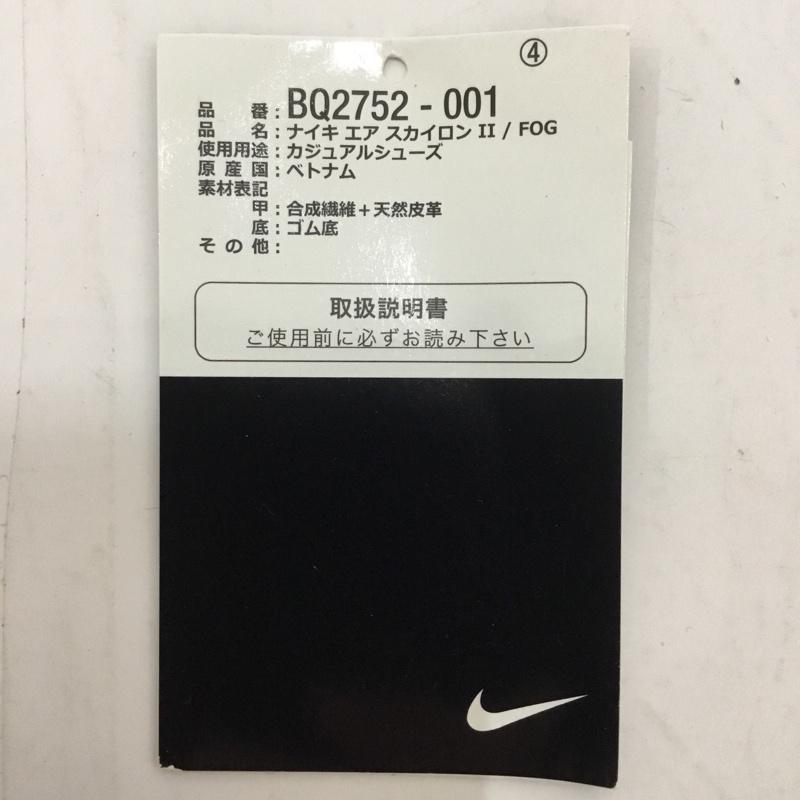 ④
品番：BQ2752 - 001
品名：ナイキ エア スカイロン II / FOG
使用用途：カジュアルシューズ
原産国：ベトナム
素材表記
甲：合成繊維＋天然皮革
底：ゴム底
その他：
取扱説明書
ご使用前に必ずお読み下さい